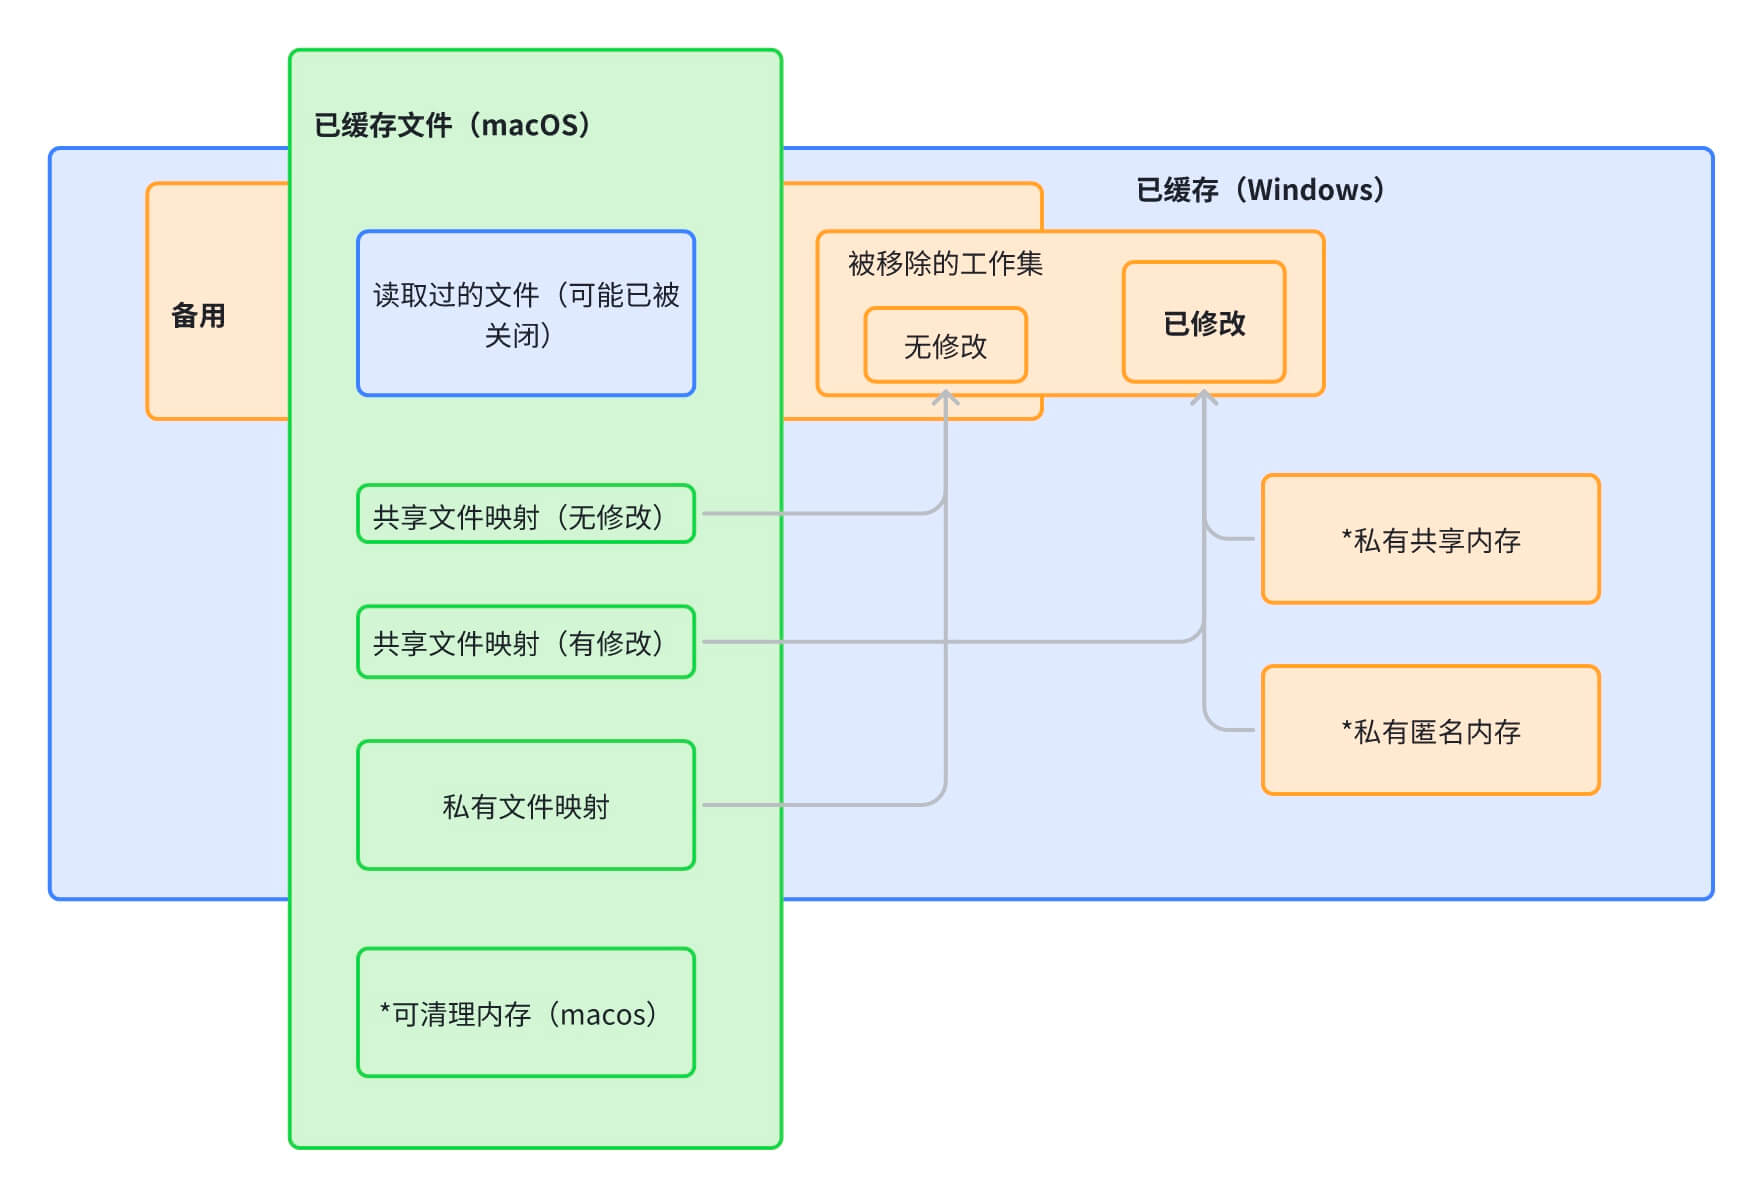 已缓存文件（macOS）
已缓存（Windows）
备用
读取过的文件（可能已被
关闭）
被移除的工作集
无修改
已修改
共享文件映射（无修改）
*私有共享内存
共享文件映射（有修改）
*私有匿名内存
私有文件映射
*可清理内存（macos）